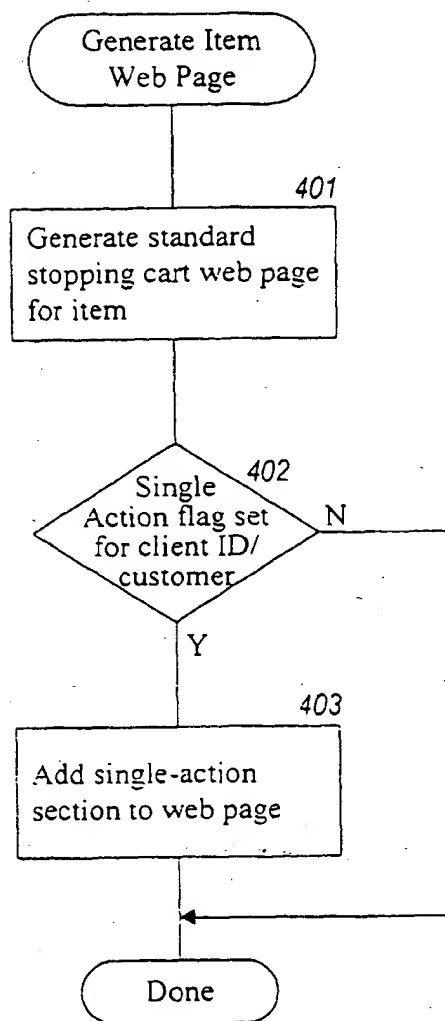 Generate Item
Web Page
401
Generate standard
stopping cart web page
for item
402
Single
Action flag set
for client ID/
customer
N
Y
403
Add single-action
section to web page
Done